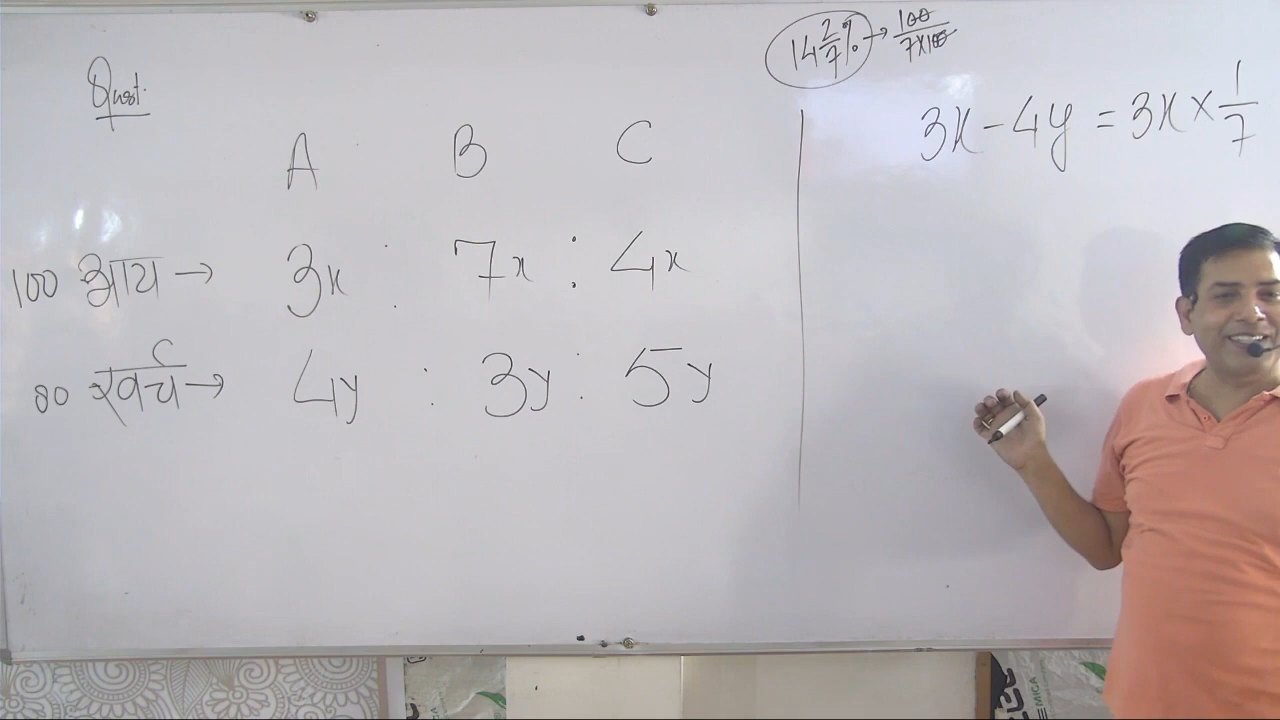 Quest.
A B C
100 आय → 3x : 7x : 4x
80 खर्च → 4y : 3y : 5y
14 2/7 % → 100/7×100
3x - 4y = 3x × 1/7